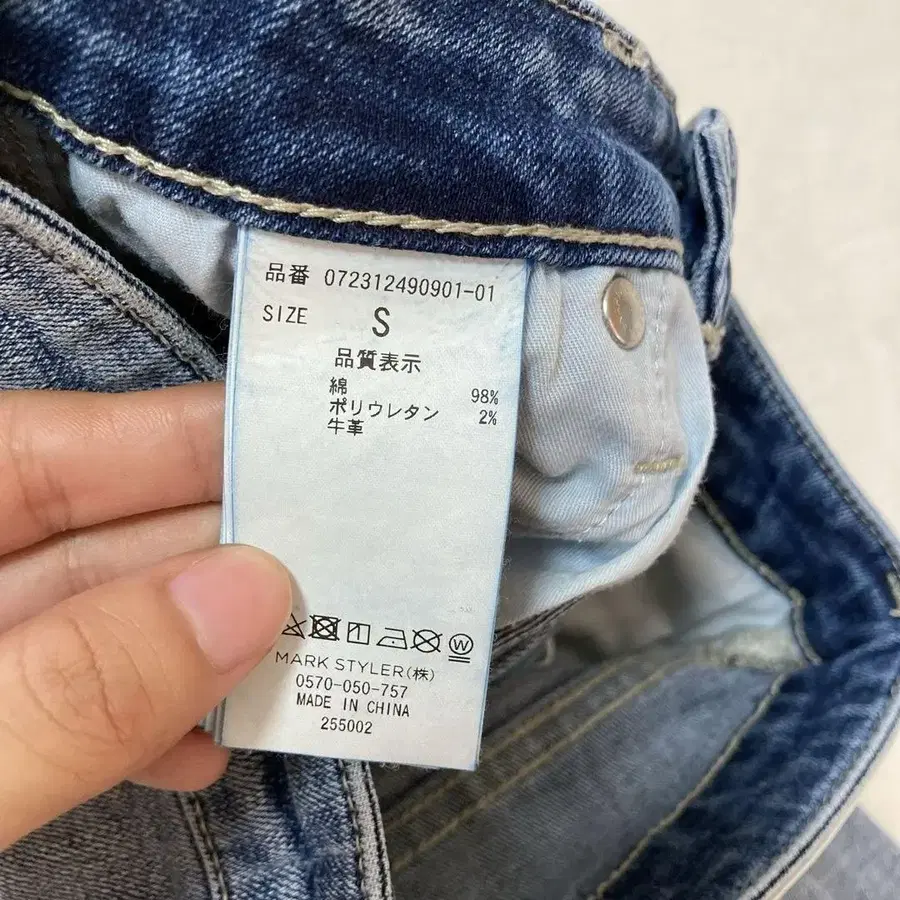 品番 072312490901-01
SIZE S
品質表示
綿 98%
ポリウレタン 2%
牛革
W
MARK STYLER(株)
0570-050-757
MADE IN CHINA
255002